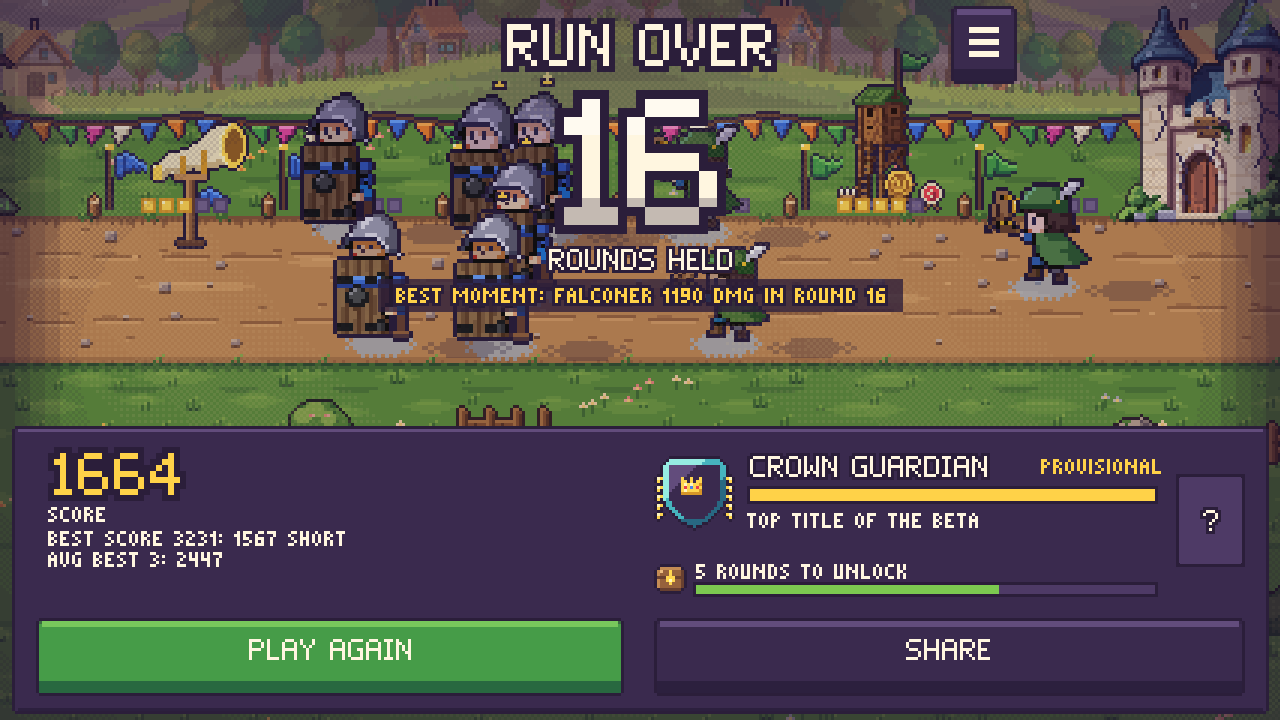 RUN OVER
16
ROUNDS HELD
BEST MOMENT: FALCONER 1190 DMG IN ROUND 16
1664
SCORE
BEST SCORE 3231: 1567 SHORT
AVG BEST 3: 2447
CROWN GUARDIAN
PROVISIONAL
TOP TITLE OF THE BETA
?
5 ROUNDS TO UNLOCK
PLAY AGAIN
SHARE